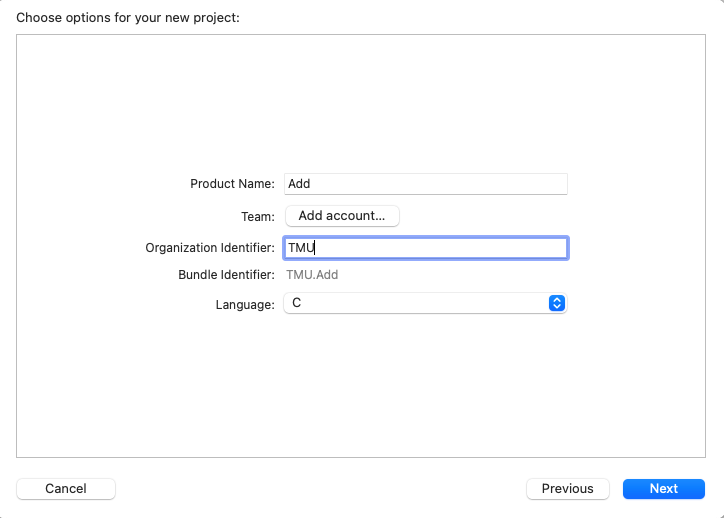 Choose options for your new project:
Product Name: Add
Team: Add account...
Organization Identifier: TMU
Bundle Identifier: TMU.Add
Language: C
Cancel Previous Next